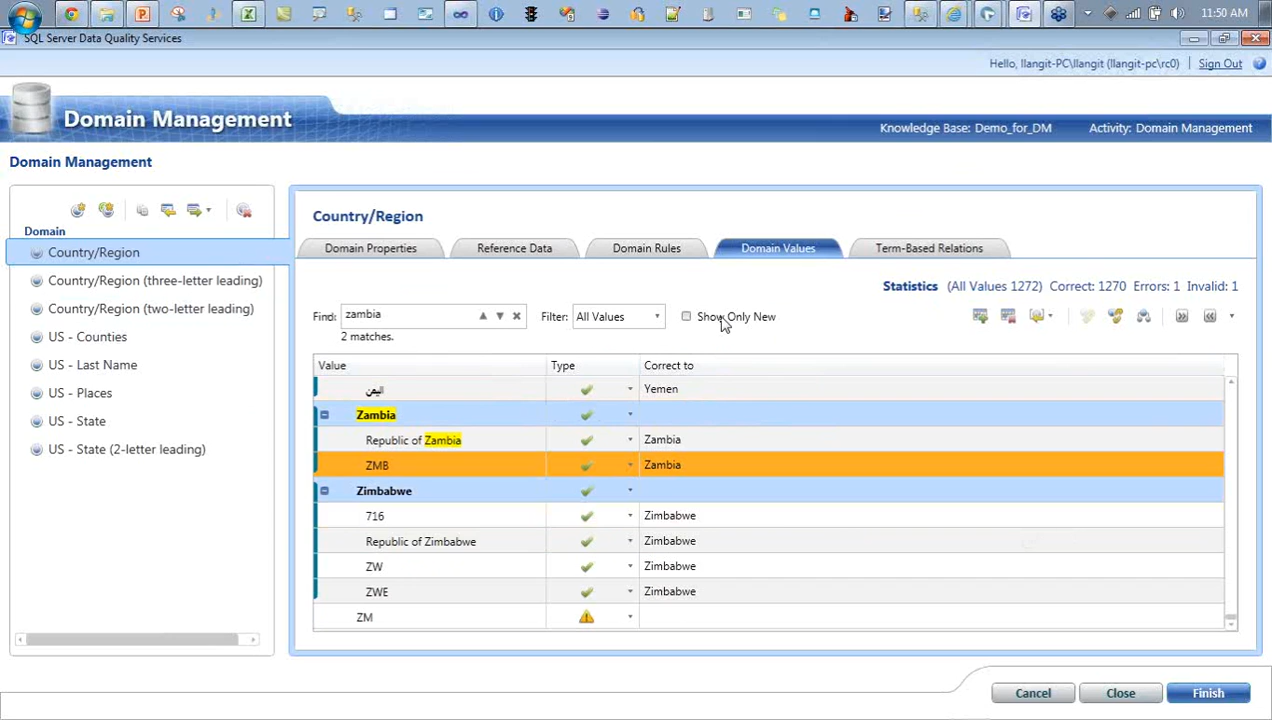 11:50 AM
SQL Server Data Quality Services
Hello, llangit-PC\llangit (llangit-pc\rc0) Sign Out
Domain Management
Knowledge Base: Demo_for_DM Activity: Domain Management
Domain Management
Domain
Country/Region
Country/Region (three-letter leading)
Country/Region (two-letter leading)
US - Counties
US - Last Name
US - Places
US - State
US - State (2-letter leading)
Country/Region
Domain Properties Reference Data Domain Rules Domain Values Term-Based Relations
Statistics (All Values 1272) Correct: 1270 Errors: 1 Invalid: 1
Find: zambia Filter: All Values Show Only New
2 matches.
Value Type Correct to
اليمن Yemen
Zambia
Republic of Zambia Zambia
ZMB Zambia
Zimbabwe
716 Zimbabwe
Republic of Zimbabwe Zimbabwe
ZW Zimbabwe
ZWE Zimbabwe
ZM
Cancel Close Finish